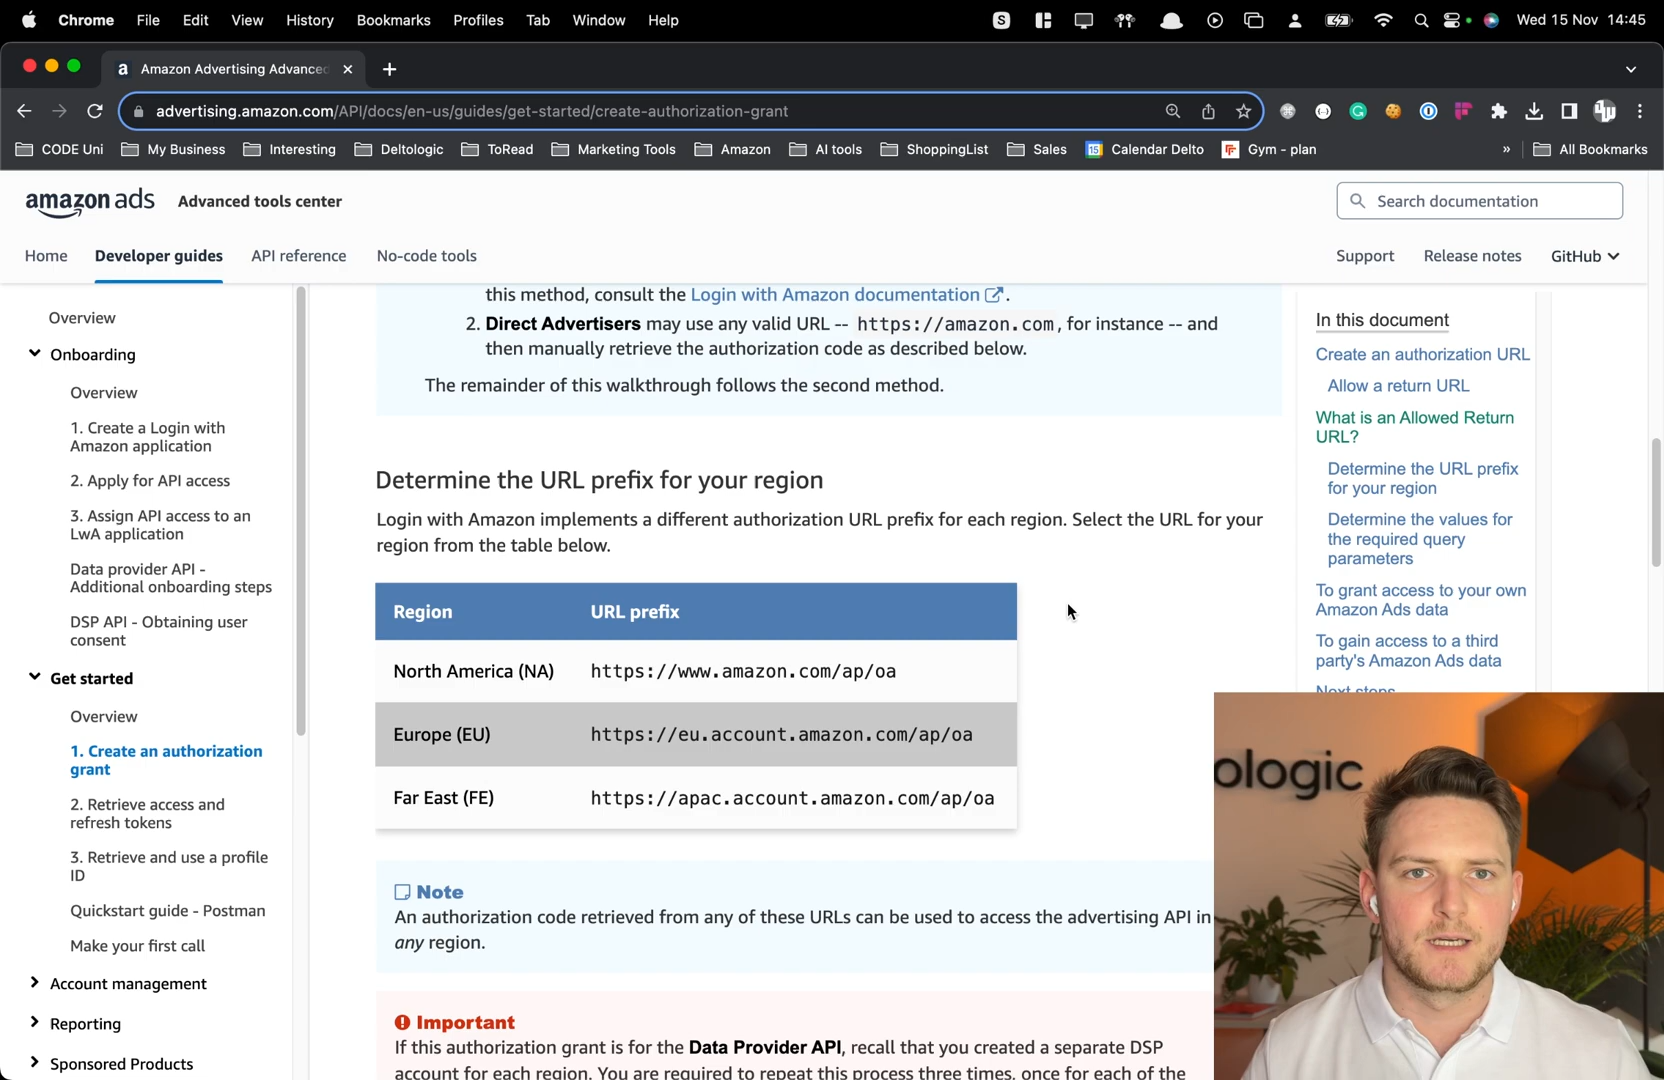 Chrome File Edit View History Bookmarks Profiles Tab Window Help Wed 15 Nov 14:45
Amazon Advertising Advanced
advertising.amazon.com/API/docs/en-us/guides/get-started/create-authorization-grant
CODE Uni My Business Interesting Deltologic ToRead Marketing Tools Amazon AI tools ShoppingList Sales Calendar Delto Gym - plan » All Bookmarks
amazon ads Advanced tools center Search documentation
Home Developer guides API reference No-code tools Support Release notes GitHub
Overview
Onboarding
Overview
1. Create a Login with
Amazon application
2. Apply for API access
3. Assign API access to an
LwA application
Data provider API -
Additional onboarding steps
DSP API - Obtaining user
consent
Get started
Overview
1. Create an authorization
grant
2. Retrieve access and
refresh tokens
3. Retrieve and use a profile
ID
Quickstart guide - Postman
Make your first call
Account management
Reporting
Sponsored Products
this method, consult the Login with Amazon documentation.
2. Direct Advertisers may use any valid URL -- https://amazon.com, for instance -- and
then manually retrieve the authorization code as described below.
The remainder of this walkthrough follows the second method.
Determine the URL prefix for your region
Login with Amazon implements a different authorization URL prefix for each region. Select the URL for your
region from the table below.
Region URL prefix
North America (NA) https://www.amazon.com/ap/oa
Europe (EU) https://eu.account.amazon.com/ap/oa
Far East (FE) https://apac.account.amazon.com/ap/oa
Note
An authorization code retrieved from any of these URLs can be used to access the advertising API in
any region.
Important
If this authorization grant is for the Data Provider API, recall that you created a separate DSP
account for each region. You are required to repeat this process three times, once for each of the
In this document
Create an authorization URL
Allow a return URL
What is an Allowed Return
URL?
Determine the URL prefix
for your region
Determine the values for
the required query
parameters
To grant access to your own
Amazon Ads data
To gain access to a third
party's Amazon Ads data
Next steps
ologic